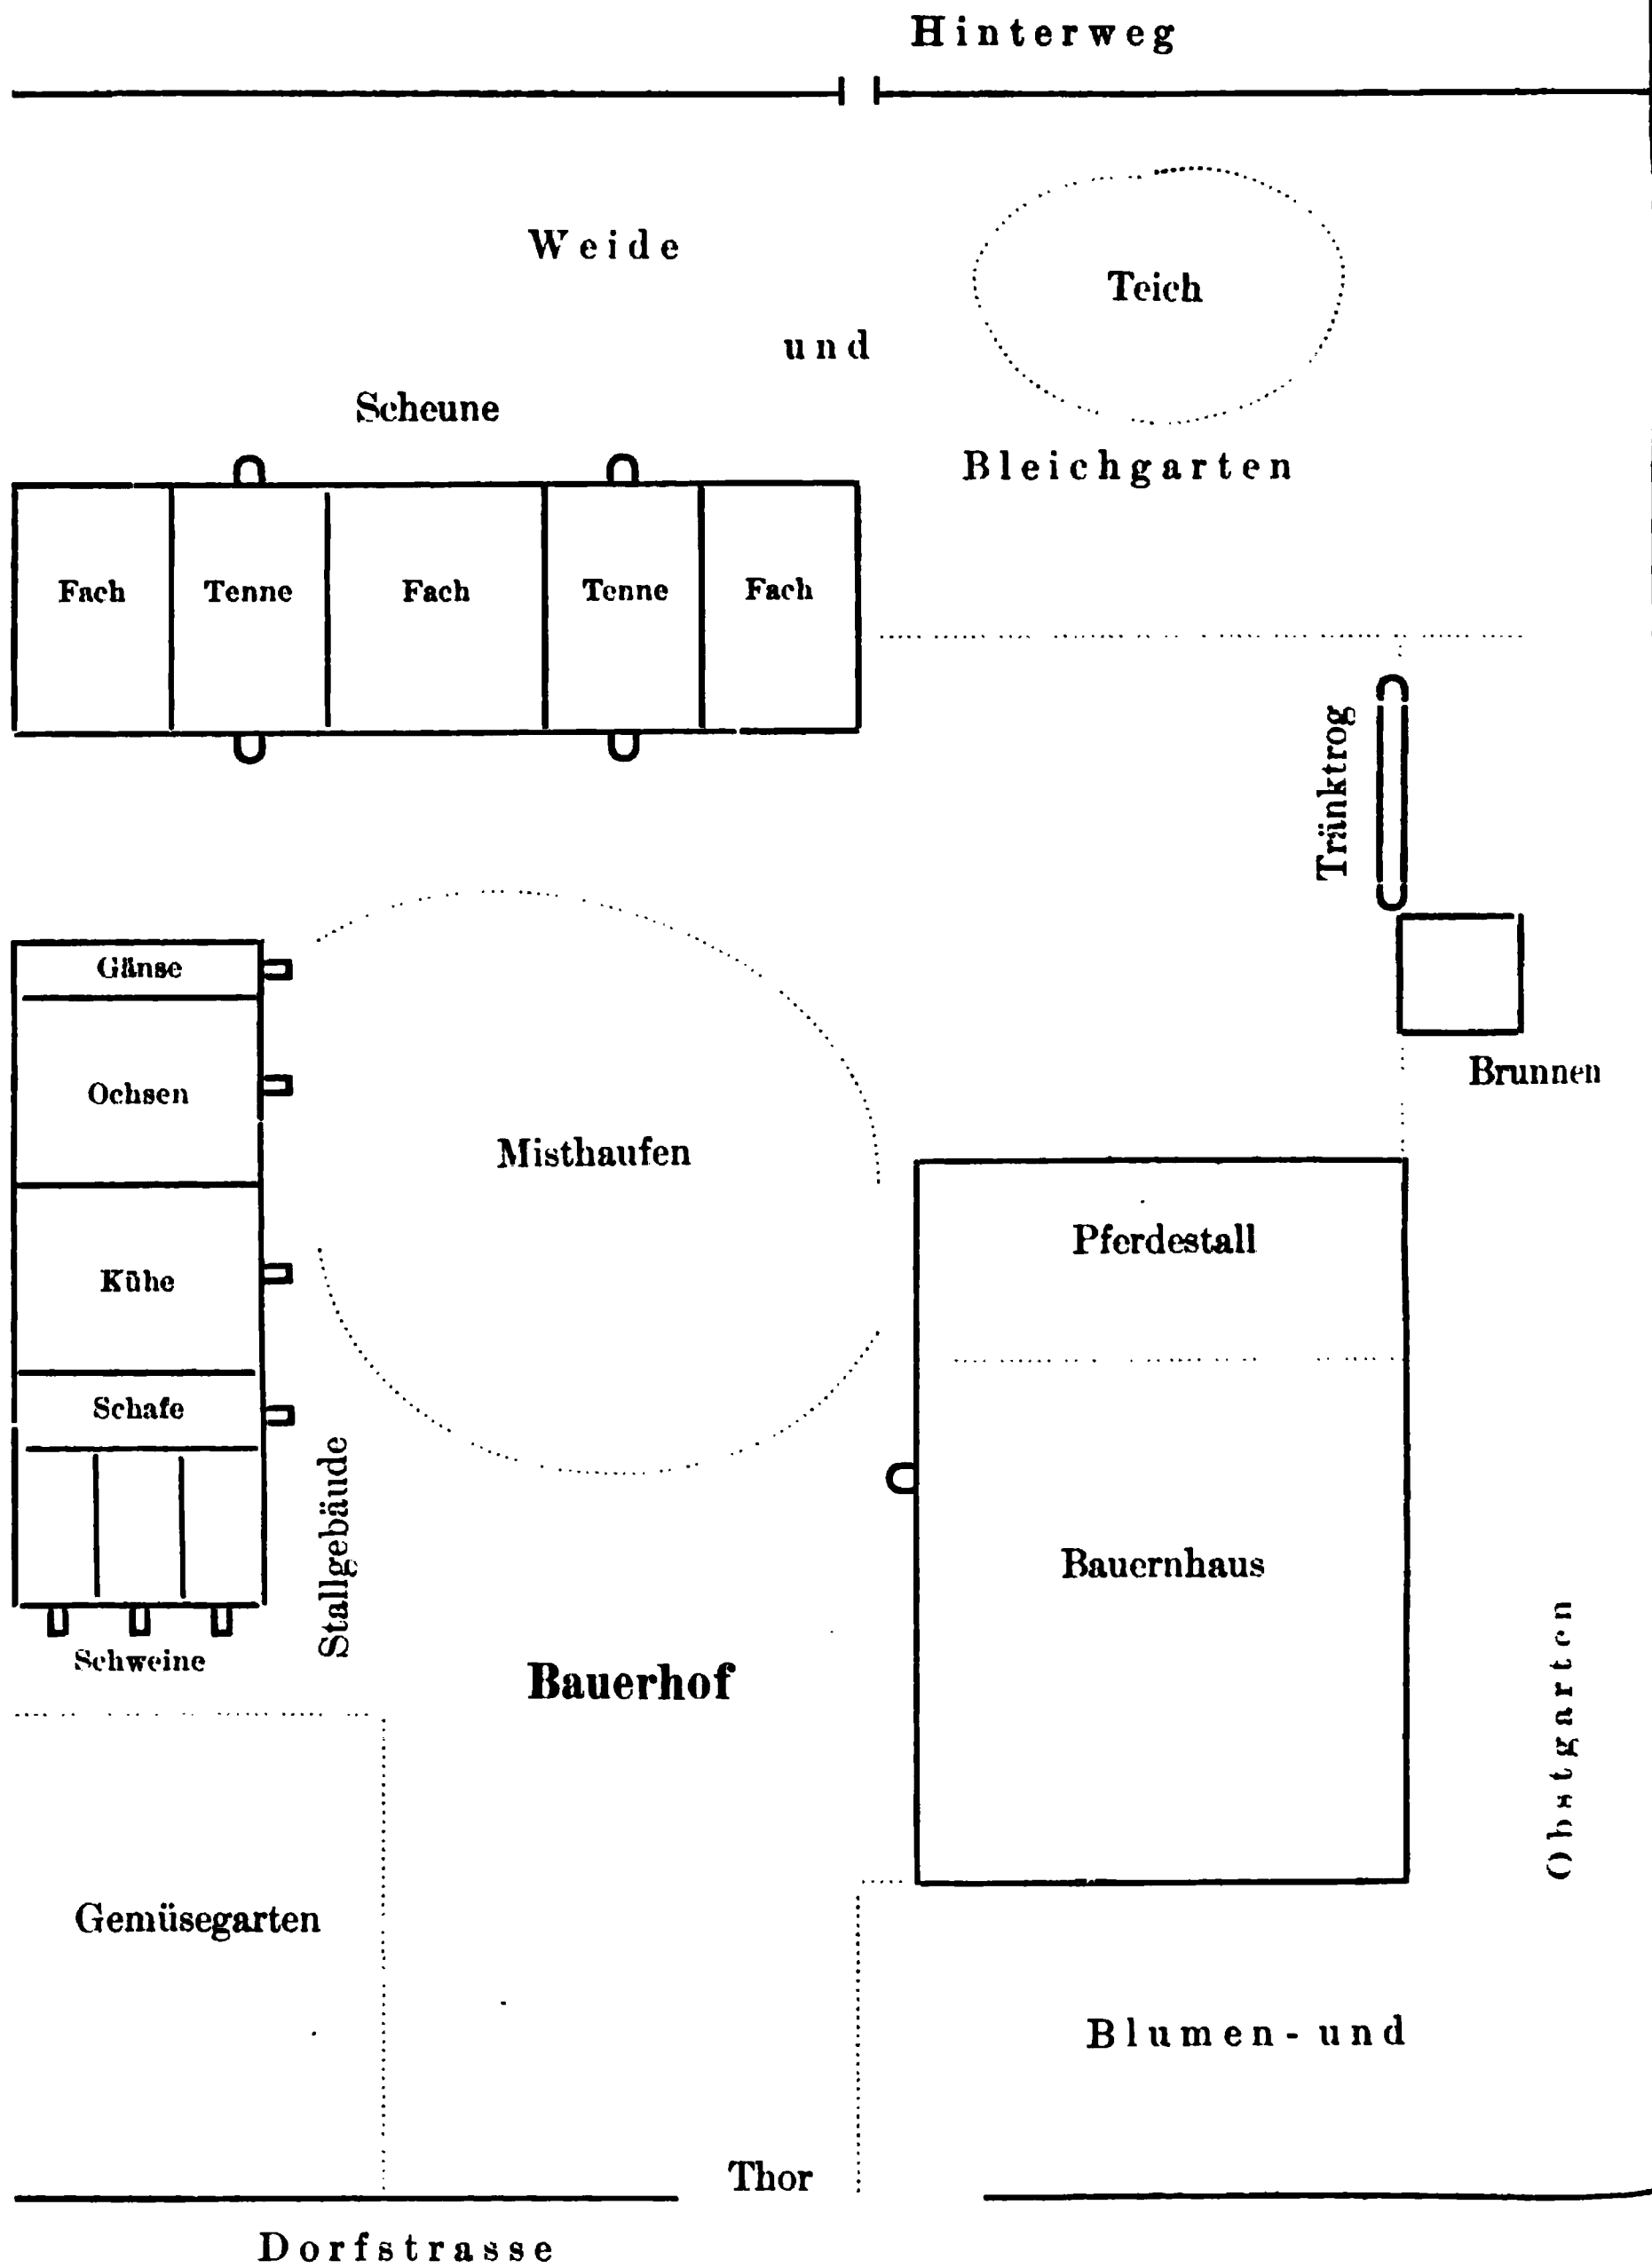 Hinterweg
Weide
Teich
und
Scheune
Bleichgarten
Fach
Tenne
Fach
Tenne
Fach
Tränktrog
Gänse
Ochsen
Brunnen
Misthaufen
Pferdestall
Kühe
Schafe
Stallgebäude
Bauernhaus
Schweine
Bauerhof
Obstgarten
Gemüsegarten
Blumen- und
Thor
Dorfstrasse